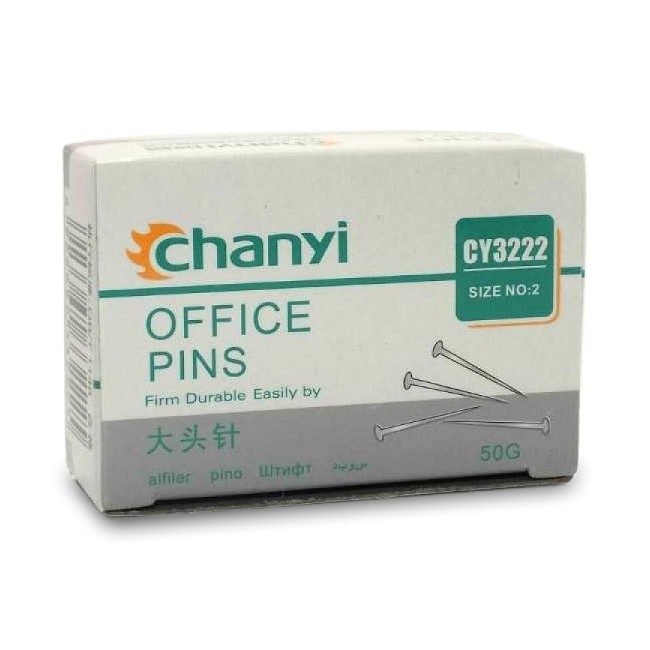 chanyi
CY3222
SIZE NO:2
OFFICE
PINS
Firm Durable Easily by
大头针
50G
alfiler pino Штифт